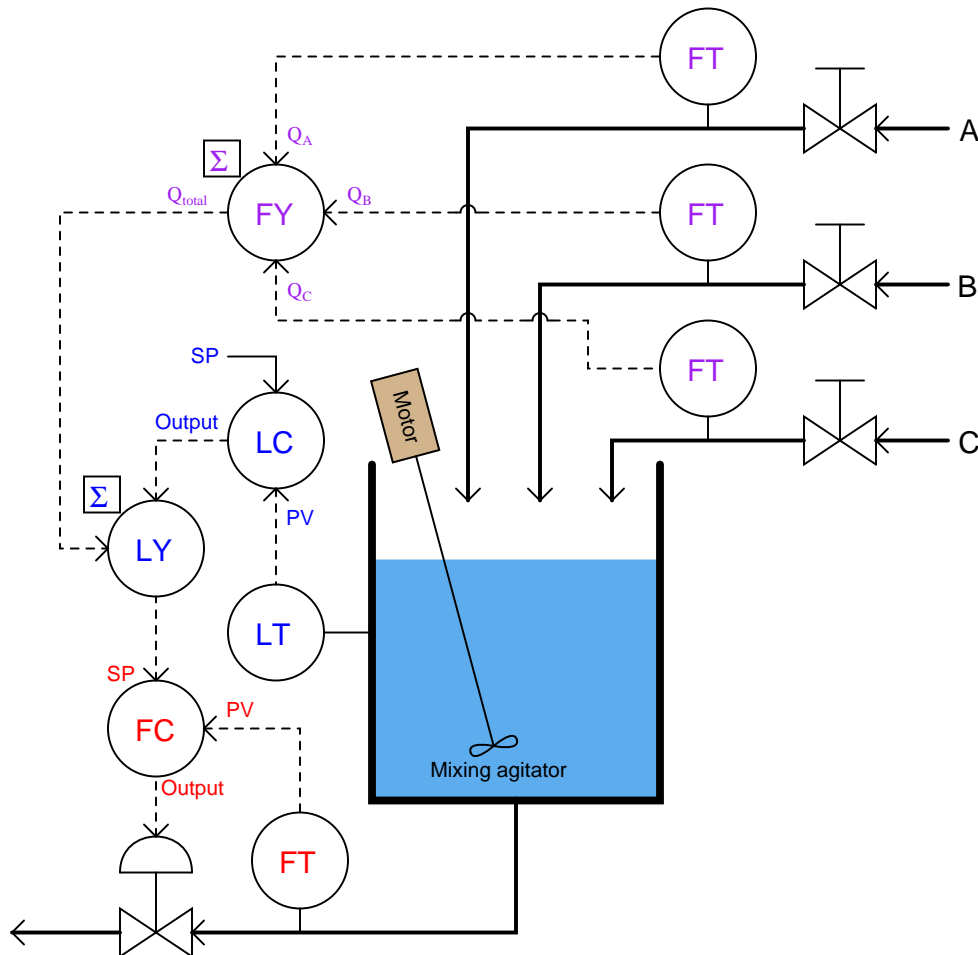 FT
A
Q_A
Σ
Q_total
FY
Q_B
FT
B
Q_C
SP
FT
Motor
Output
LC
C
Σ
PV
LY
LT
SP
PV
FC
Mixing agitator
Output
FT